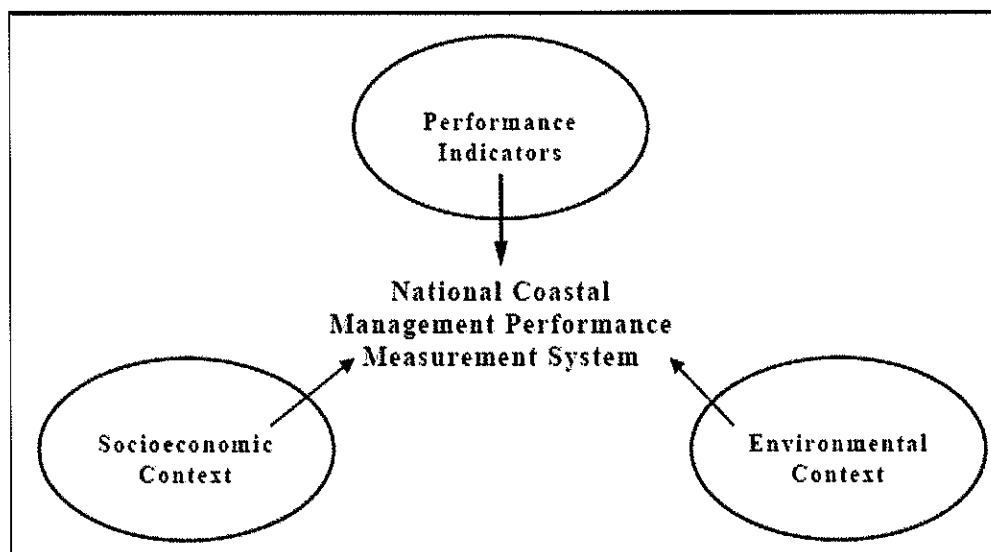 Performance
Indicators
National Coastal
Management Performance
Measurement System
Socioeconomic
Context
Environmental
Context